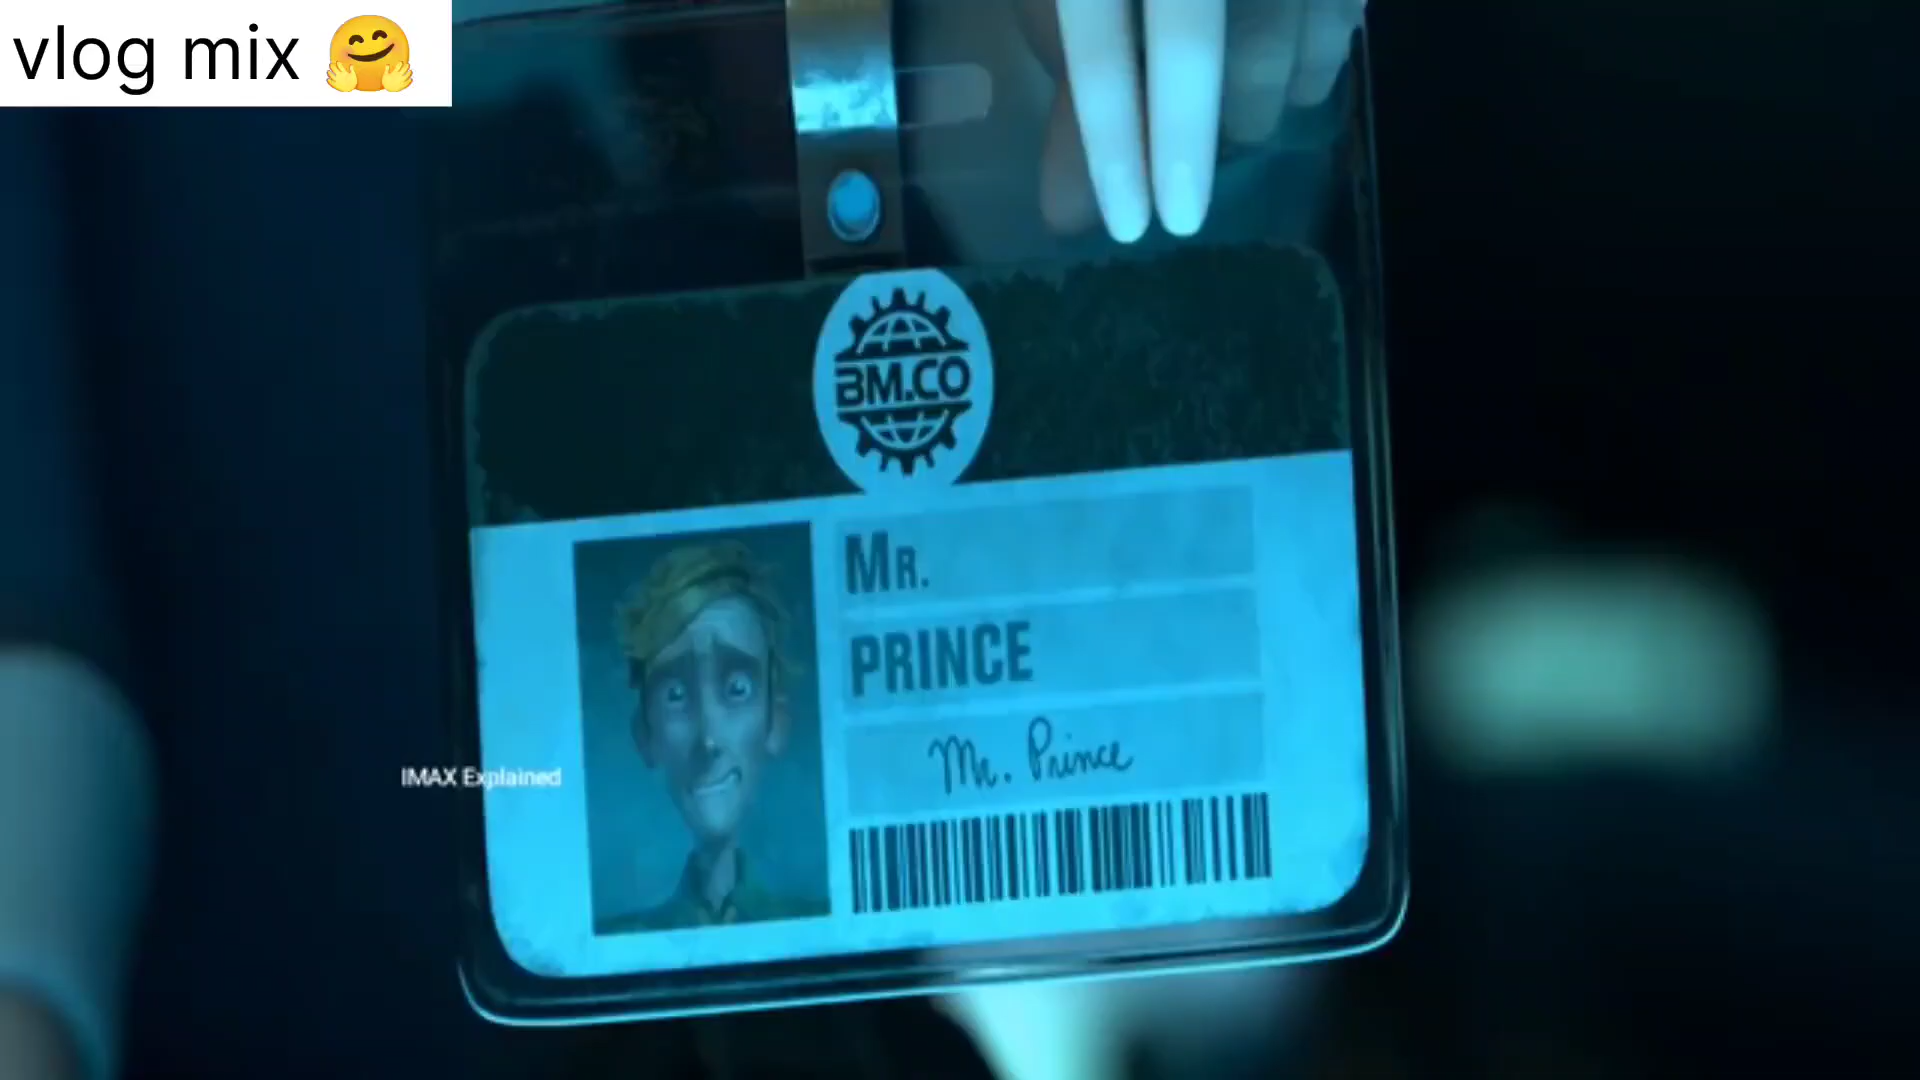 vlog mix 🤗
BM.CO
MR.
PRINCE
Mr. Prince
IMAX Explained